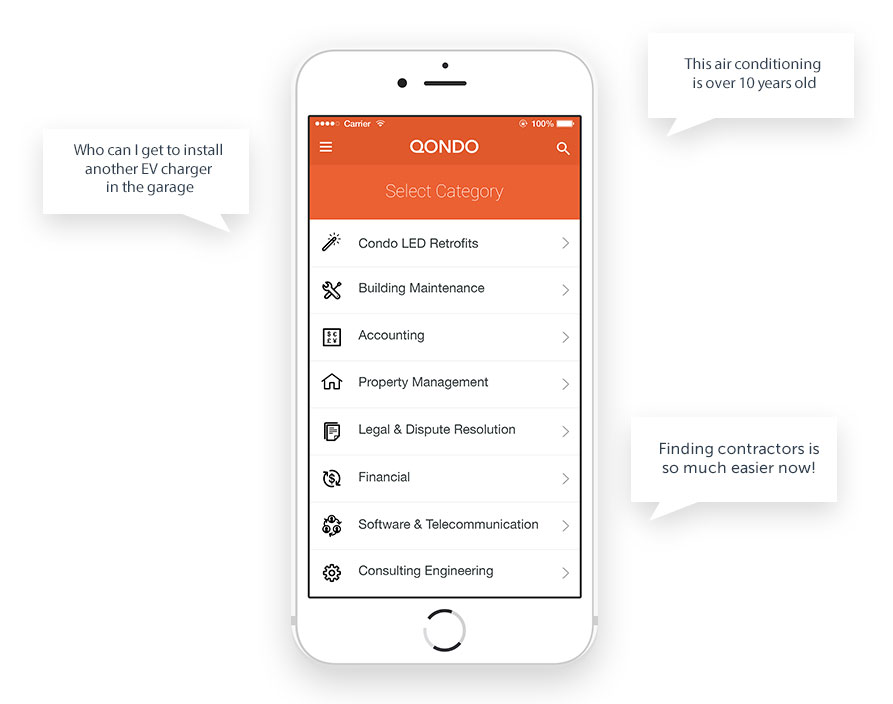 This air conditioning
is over 10 years old
Who can I get to install
another EV charger
in the garage
Carrier
100%
QONDO
Select Category
Condo LED Retrofits
Building Maintenance
Accounting
Property Management
Legal & Dispute Resolution
Financial
Software & Telecommunication
Consulting Engineering
Finding contractors is
so much easier now!